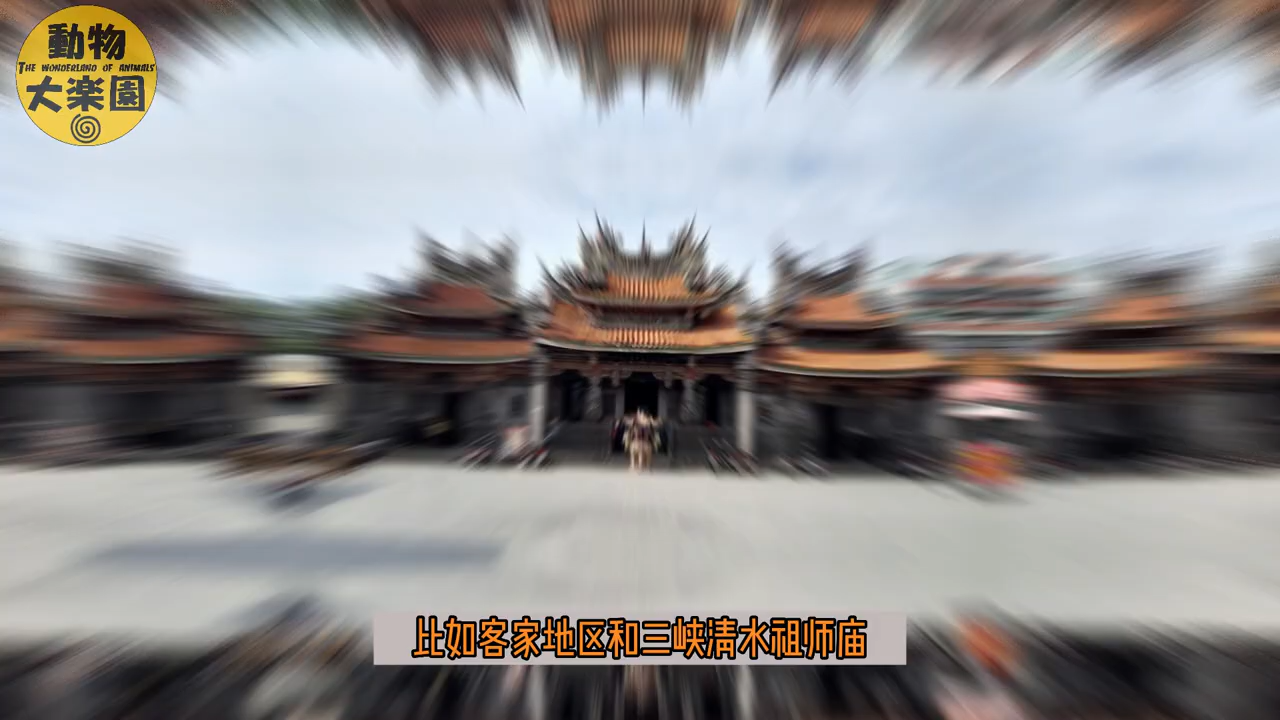 動物
THE WONDERLAND OF ANIMALS
大楽園
比如客家地区和三峡清水祖师庙